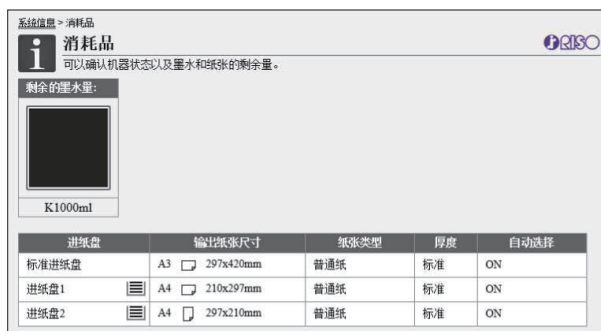 系统信息 > 消耗品
消耗品
RISO
可以确认机器状态以及墨水和纸张的剩余量。
剩余的墨水量:
K1000ml
进纸盘 输出纸张尺寸 纸张类型 厚度 自动选择
标准进纸盘 A3 297x420mm 普通纸 标准 ON
进纸盘1 A4 210x297mm 普通纸 标准 ON
进纸盘2 A4 297x210mm 普通纸 标准 ON